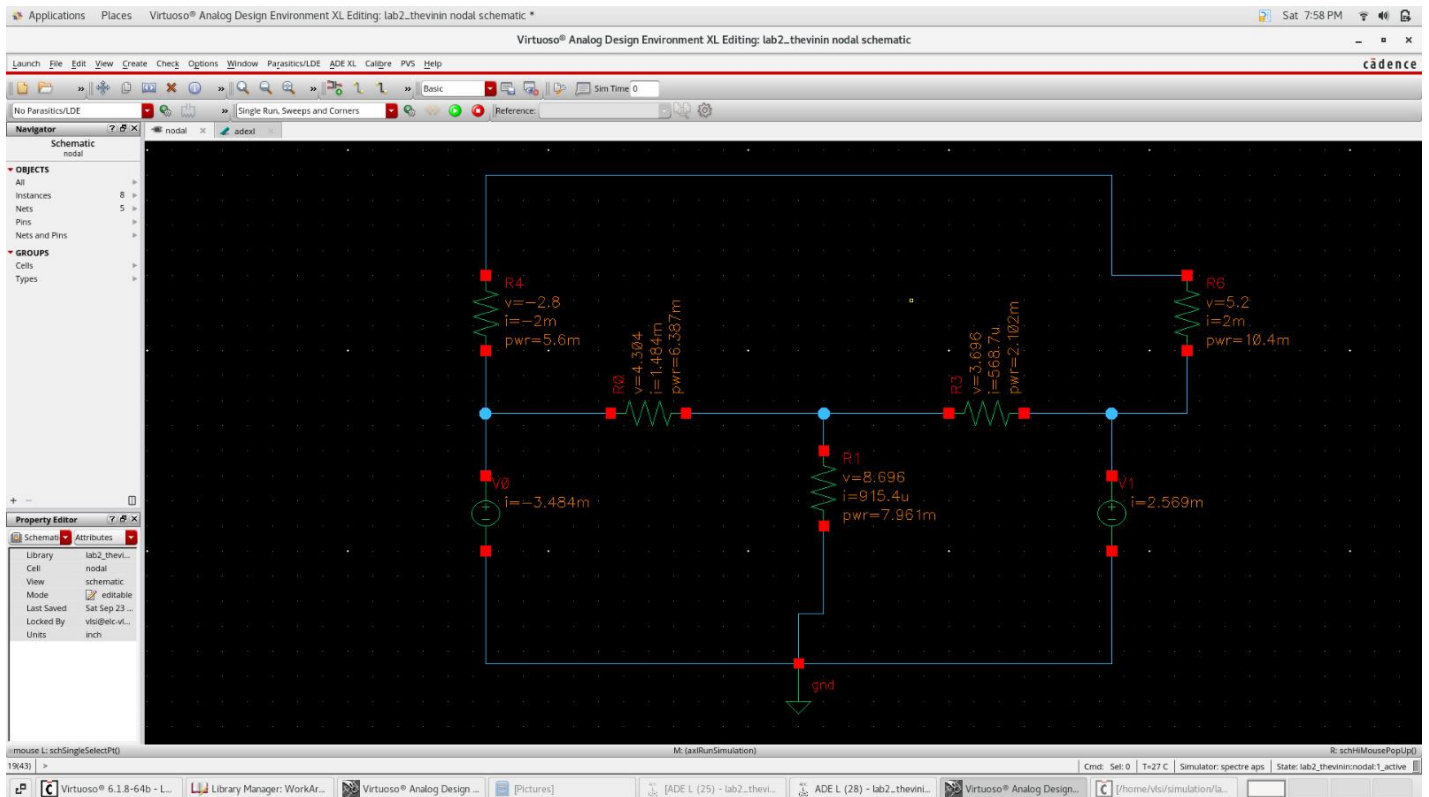 Applications Places Virtuoso® Analog Design Environment XL Editing: lab2_thevinin nodal schematic * Sat 7:58 PM
Virtuoso® Analog Design Environment XL Editing: lab2_thevinin nodal schematic
Launch File Edit View Create Check Options Window Parasitics/LDE ADE XL Calibre PVS Help cādence
» » » » Basic Sim Time 0
No Parasitics/LDE » Single Run, Sweeps and Corners Reference:
Navigator ? X nodal X adexl
Schematic
nodal
OBJECTS
All
Instances 8
Nets 5
Pins
Nets and Pins
GROUPS
Cells
Types
R4
v=-2.8
i=-2m
pwr=5.6m
R6
v=5.2
i=2m
pwr=10.4m
R0
v=4.304
i=1.484m
pwr=6.387m
R3
v=3.696
i=568.7u
pwr=2.102m
R1
v=8.696
i=915.4u
pwr=7.961m
V0
i=-3.484m
V1
i=2.569m
gnd
+ -
Property Editor ? X
Schemati Attributes
Library lab2_thevi...
Cell nodal
View schematic
Mode editable
Last Saved Sat Sep 23 ...
Locked By vlsi@elc-vl...
Units inch
mouse L: schSingleSelectPt() M: (axlRunSimulation) R: schHiMousePopUp()
19(43) > Cmd: Sel: 0 T=27 C Simulator: spectre aps State: lab2_thevinin:nodal:1_active
Virtuoso® 6.1.8-64b - L... Library Manager: WorkAr... Virtuoso® Analog Design ... [Pictures] [ADE L (25) - lab2_thevi... ADE L (28) - lab2_thevini... Virtuoso® Analog Design... [/home/vlsi/simulation/la...